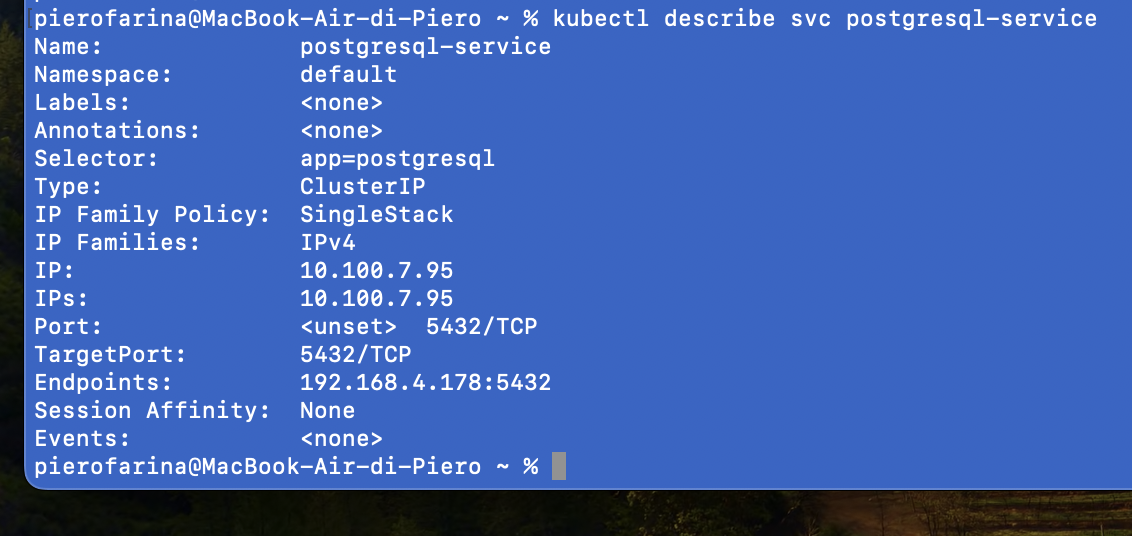 pierofarina@MacBook-Air-di-Piero ~ % kubectl describe svc postgresql-service
Name:              postgresql-service
Namespace:         default
Labels:            <none>
Annotations:       <none>
Selector:          app=postgresql
Type:              ClusterIP
IP Family Policy:  SingleStack
IP Families:       IPv4
IP:                10.100.7.95
IPs:               10.100.7.95
Port:              <unset>  5432/TCP
TargetPort:        5432/TCP
Endpoints:         192.168.4.178:5432
Session Affinity:  None
Events:            <none>
pierofarina@MacBook-Air-di-Piero ~ %